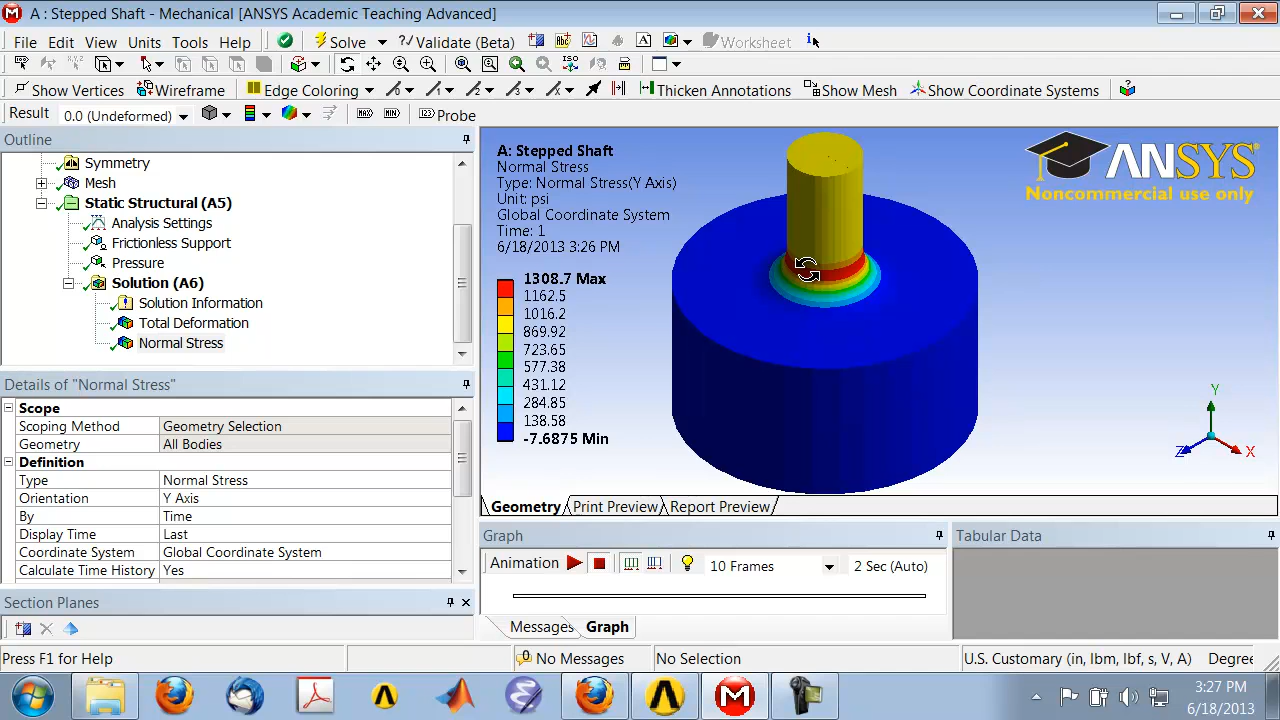 A : Stepped Shaft - Mechanical [ANSYS Academic Teaching Advanced]
File Edit View Units Tools Help Solve Validate (Beta) Worksheet
Show Vertices Wireframe Edge Coloring Thicken Annotations Show Mesh Show Coordinate Systems
Result 0.0 (Undeformed) MAX MIN Probe
Outline
Symmetry
Mesh
Static Structural (A5)
Analysis Settings
Frictionless Support
Pressure
Solution (A6)
Solution Information
Total Deformation
Normal Stress
Details of "Normal Stress"
Scope
Scoping Method Geometry Selection
Geometry All Bodies
Definition
Type Normal Stress
Orientation Y Axis
By Time
Display Time Last
Coordinate System Global Coordinate System
Calculate Time History Yes
Section Planes
A: Stepped Shaft
Normal Stress
Type: Normal Stress(Y Axis)
Unit: psi
Global Coordinate System
Time: 1
6/18/2013 3:26 PM
1308.7 Max
1162.5
1016.2
869.92
723.65
577.38
431.12
284.85
138.58
-7.6875 Min
ANSYS
Noncommercial use only
Y
Z
X
Geometry Print Preview Report Preview
Graph
Animation 10 Frames 2 Sec (Auto)
Messages Graph
Tabular Data
Press F1 for Help 0 No Messages No Selection U.S. Customary (in, lbm, lbf, s, V, A) Degree
3:27 PM
6/18/2013